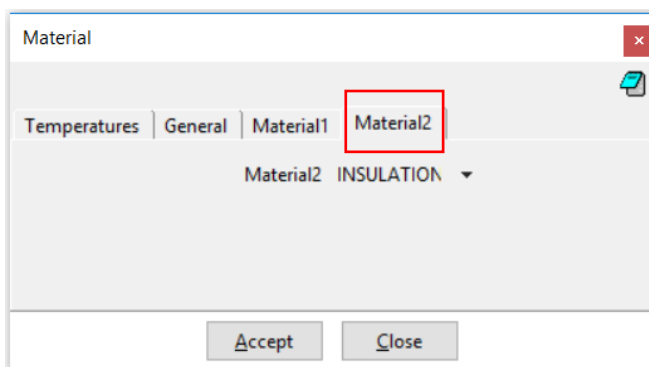 Material
Temperatures General Material1 Material2
Material2 INSULATION
Accept Close